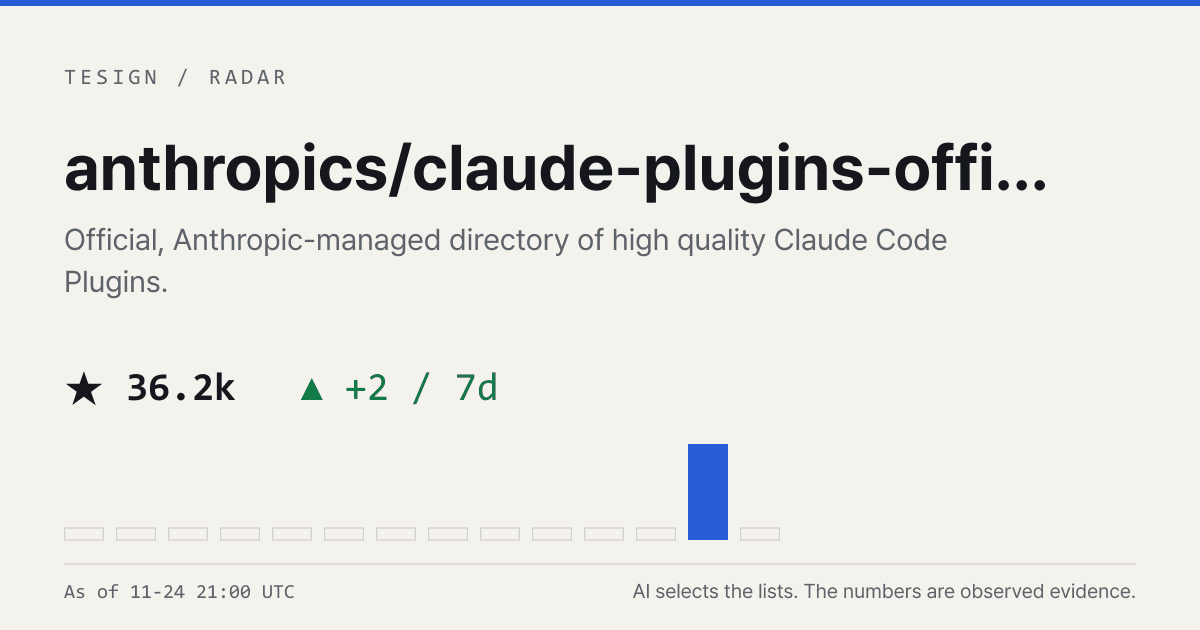 TESIGN / RADAR
anthropics/claude-plugins-offi...
Official, Anthropic-managed directory of high quality Claude Code
Plugins.
★ 36.2k ▲ +2 / 7d
As of 11-24 21:00 UTC
AI selects the lists. The numbers are observed evidence.